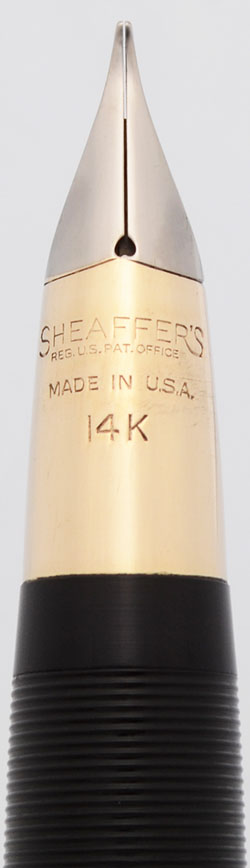 SHEAFFER'S
REG. U.S. PAT. OFFICE
MADE IN U.S.A.
14K